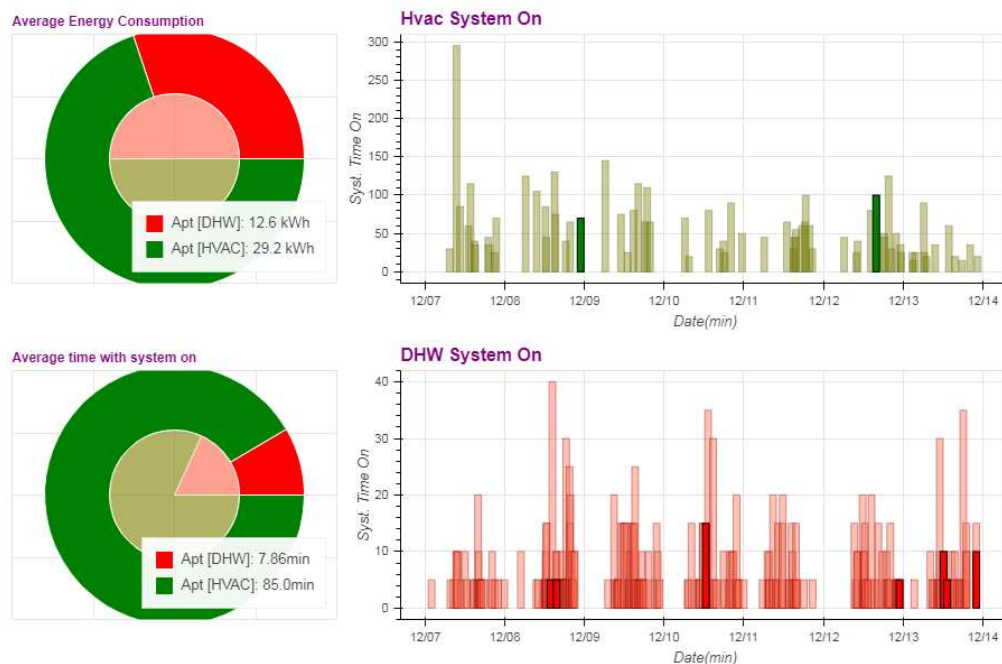 Average Energy Consumption
Apt [DHW]: 12.6 kWh
Apt [HVAC]: 29.2 kWh
Hvac System On
Syst. Time On
300
250
200
150
100
50
0
12/07 12/08 12/09 12/10 12/11 12/12 12/13 12/14
Date(min)
Average time with system on
Apt [DHW]: 7.86min
Apt [HVAC]: 85.0min
DHW System On
Syst. Time On
40
30
20
10
0
12/07 12/08 12/09 12/10 12/11 12/12 12/13 12/14
Date(min)